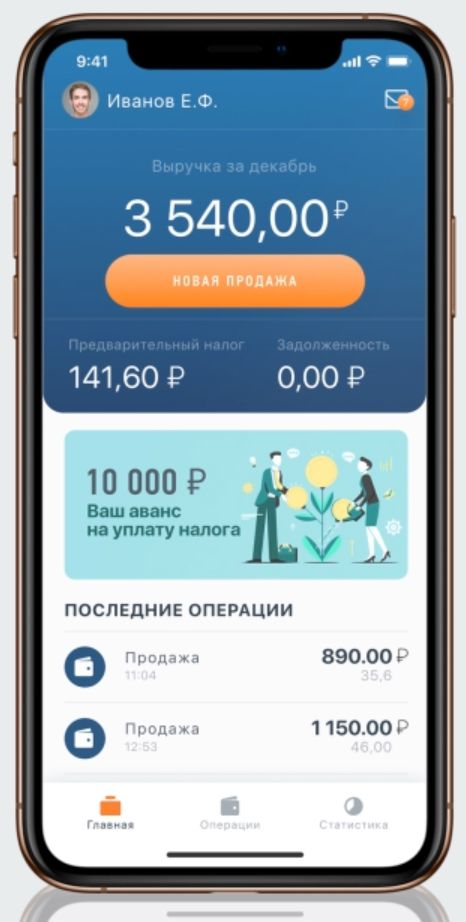 9:41
Иванов Е.Ф.
7
Выручка за декабрь
3 540,00 ₽
НОВАЯ ПРОДАЖА
Предварительный налог
Задолженность
141,60 ₽
0,00 ₽
10 000 ₽
Ваш аванс
на уплату налога
ПОСЛЕДНИЕ ОПЕРАЦИИ
Продажа
890.00 ₽
11:04
35,6
Продажа
1 150.00 ₽
12:53
46,00
Главная
Операции
Статистика